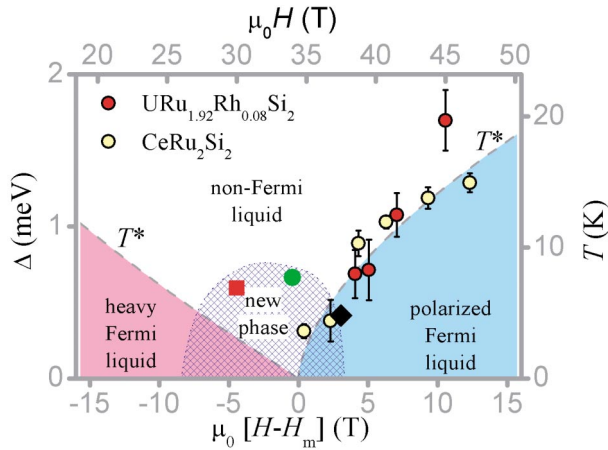 μ₀H (T)
20 25 30 35 40 45 50
2
1
0
Δ (meV)
URu₁.₉₂Rh₀.₀₈Si₂
CeRu₂Si₂
T*
non-Fermi
liquid
T*
heavy
Fermi
liquid
new
phase
polarized
Fermi
liquid
20
10
0
T (K)
-15 -10 -5 0 5 10 15
μ₀ [H-Hₘ] (T)